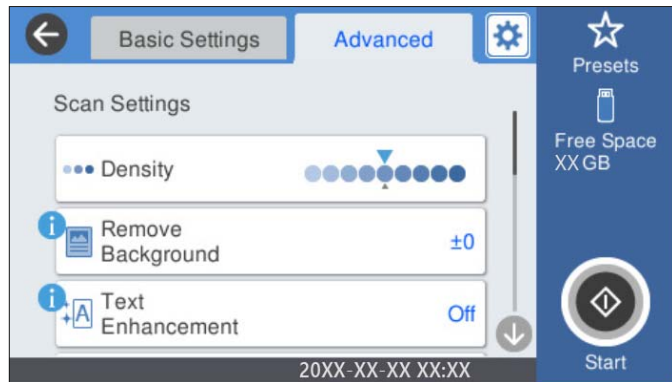 Basic Settings
Advanced
Presets
Free Space
XX GB
Scan Settings
Density
Remove
Background
±0
Text
Enhancement
Off
A
20XX-XX-XX XX:XX
Start